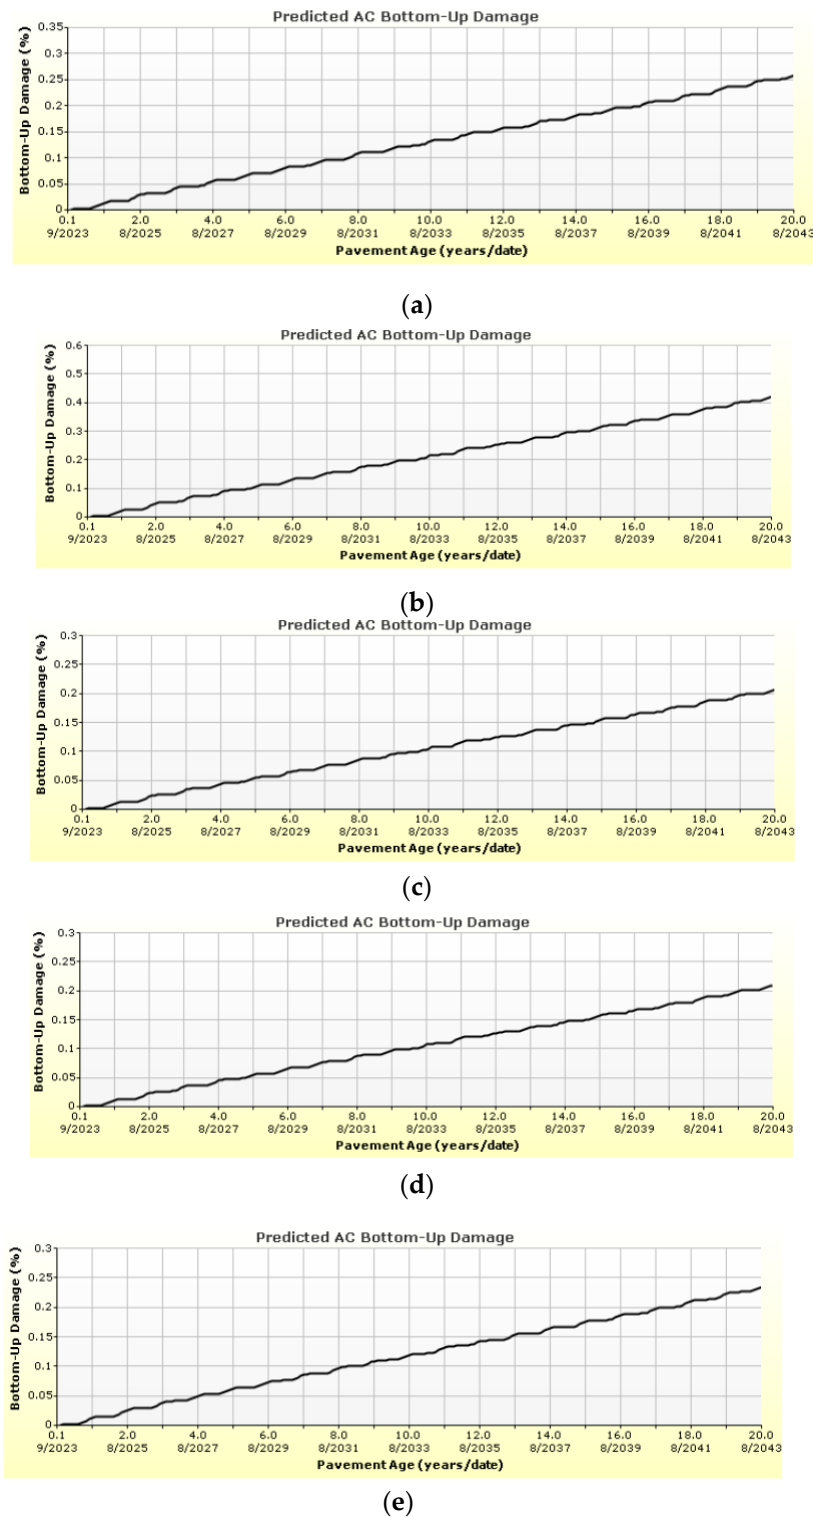 Predicted AC Bottom-Up Damage
Bottom-Up Damage (%)
0.35
0.3
0.25
0.2
0.15
0.1
0.05
0
0.1 2.0 4.0 6.0 8.0 10.0 12.0 14.0 16.0 18.0 20.0
9/2023 8/2025 8/2027 8/2029 8/2031 8/2033 8/2035 8/2037 8/2039 8/2041 8/2043
Pavement Age (years/date)
(a)
Predicted AC Bottom-Up Damage
Bottom-Up Damage (%)
0.6
0.5
0.4
0.3
0.2
0.1
0
0.1 2.0 4.0 6.0 8.0 10.0 12.0 14.0 16.0 18.0 20.0
9/2023 8/2025 8/2027 8/2029 8/2031 8/2033 8/2035 8/2037 8/2039 8/2041 8/2043
Pavement Age (years/date)
(b)
Predicted AC Bottom-Up Damage
Bottom-Up Damage (%)
0.3
0.25
0.2
0.15
0.1
0.05
0
0.1 2.0 4.0 6.0 8.0 10.0 12.0 14.0 16.0 18.0 20.0
9/2023 8/2025 8/2027 8/2029 8/2031 8/2033 8/2035 8/2037 8/2039 8/2041 8/2043
Pavement Age (years/date)
(c)
Predicted AC Bottom-Up Damage
Bottom-Up Damage (%)
0.3
0.25
0.2
0.15
0.1
0.05
0
0.1 2.0 4.0 6.0 8.0 10.0 12.0 14.0 16.0 18.0 20.0
9/2023 8/2025 8/2027 8/2029 8/2031 8/2033 8/2035 8/2037 8/2039 8/2041 8/2043
Pavement Age (years/date)
(d)
Predicted AC Bottom-Up Damage
Bottom-Up Damage (%)
0.3
0.25
0.2
0.15
0.1
0.05
0
0.1 2.0 4.0 6.0 8.0 10.0 12.0 14.0 16.0 18.0 20.0
9/2023 8/2025 8/2027 8/2029 8/2031 8/2033 8/2035 8/2037 8/2039 8/2041 8/2043
Pavement Age (years/date)
(e)